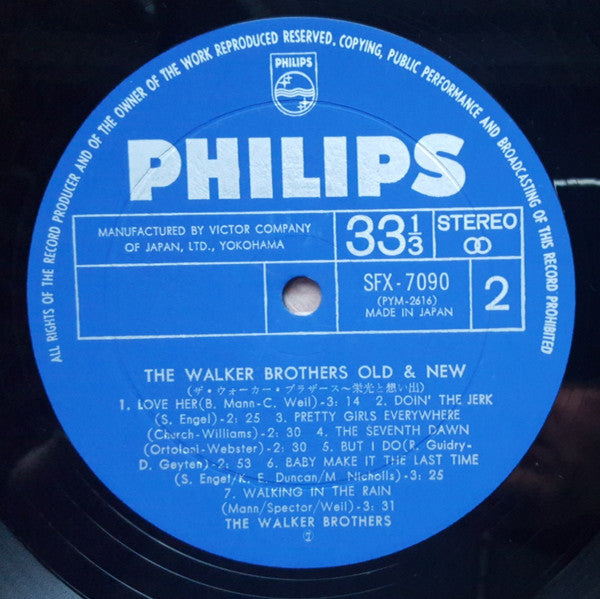 ALL RIGHTS OF THE RECORD PRODUCER AND OF THE OWNER OF THE WORK REPRODUCED RESERVED. COPYING, PUBLIC PERFORMANCE AND BROADCASTING OF THIS RECORD PROHIBITED
PHILIPS
PHILIPS
MANUFACTURED BY VICTOR COMPANY
OF JAPAN, LTD., YOKOHAMA
33 1/3
STEREO
SFX-7090
(PYM-2616)
MADE IN JAPAN
2
THE WALKER BROTHERS OLD & NEW
(ザ・ウォーカー・ブラザース〜栄光と想い出)
1. LOVE HER(B. Mann-C. Weil)-3: 14 2. DOIN' THE JERK
(S. Engel)-2: 25 3. PRETTY GIRLS EVERYWHERE
(Church-Williams)-2: 30 4. THE SEVENTH DAWN
(Ortolani-Webster)-2: 30 5. BUT I DO(R. Guidry-
D. Geyten)-2: 53 6. BABY MAKE IT THE LAST TIME
(S. Engel/K. E. Duncan/M. Nicholls)-3: 25
7. WALKING IN THE RAIN
(Mann/Spector/Weil)-3: 31
THE WALKER BROTHERS